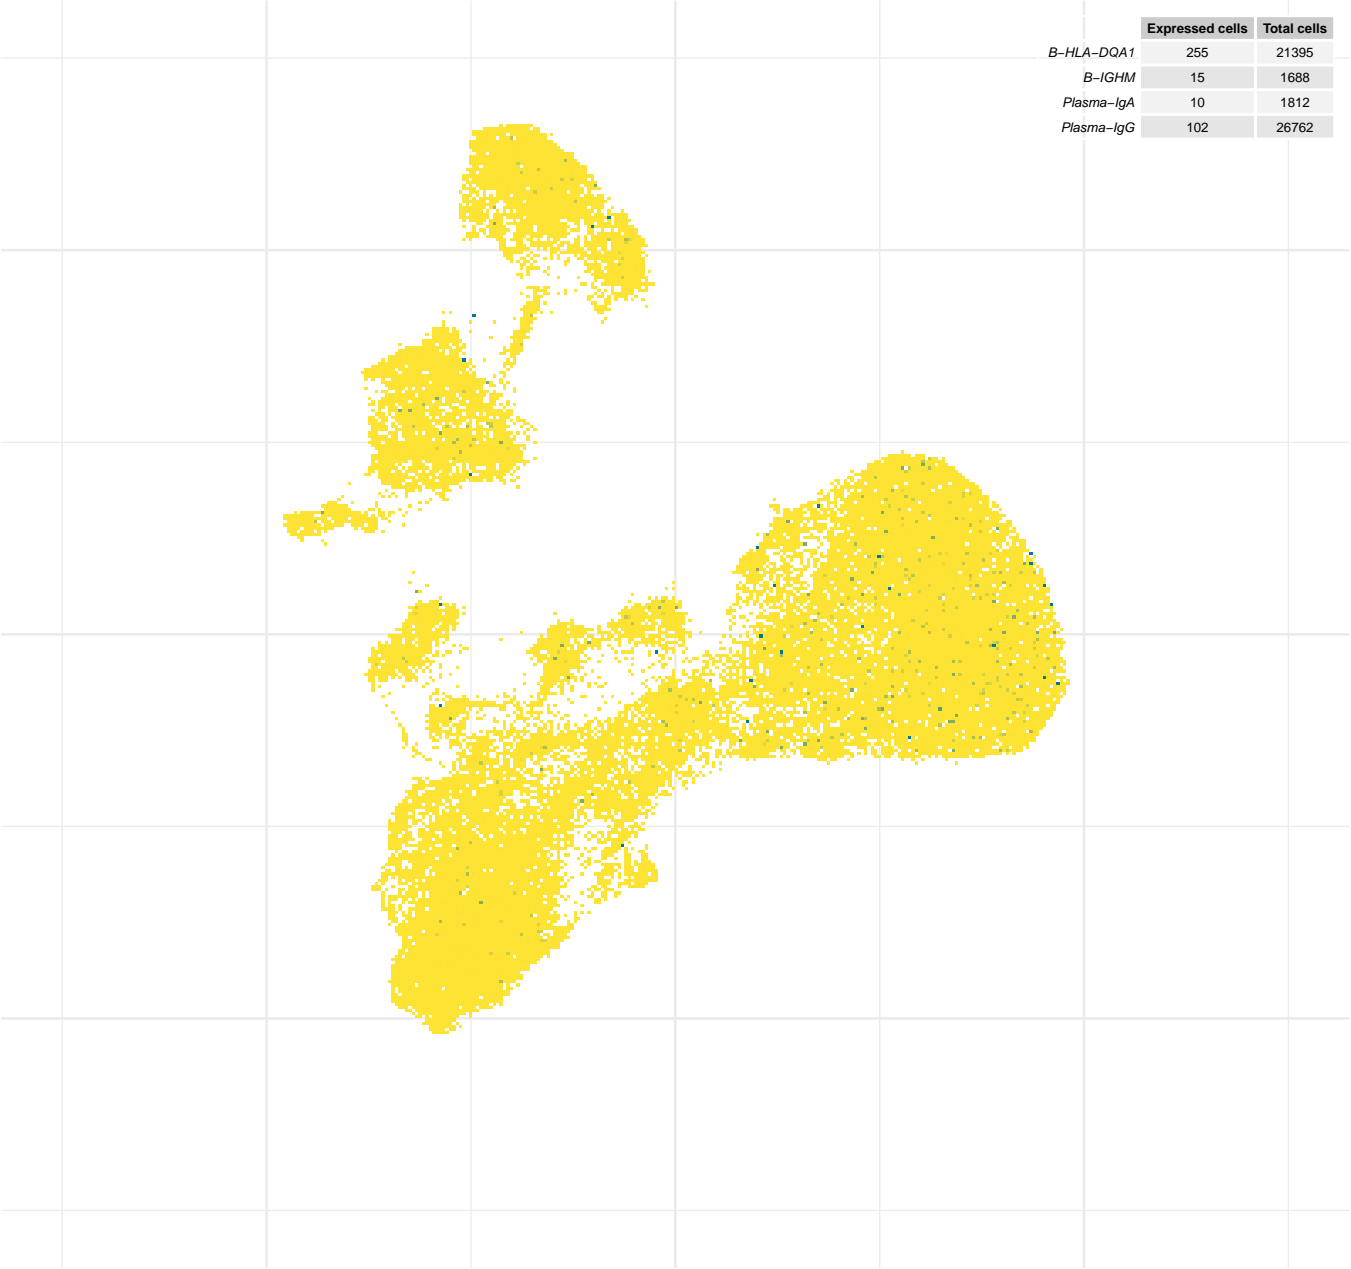 Expressed cells Total cells
B−HLA−DQA1 255 21395
B−IGHM 15 1688
Plasma−IgA 10 1812
Plasma−IgG 102 26762